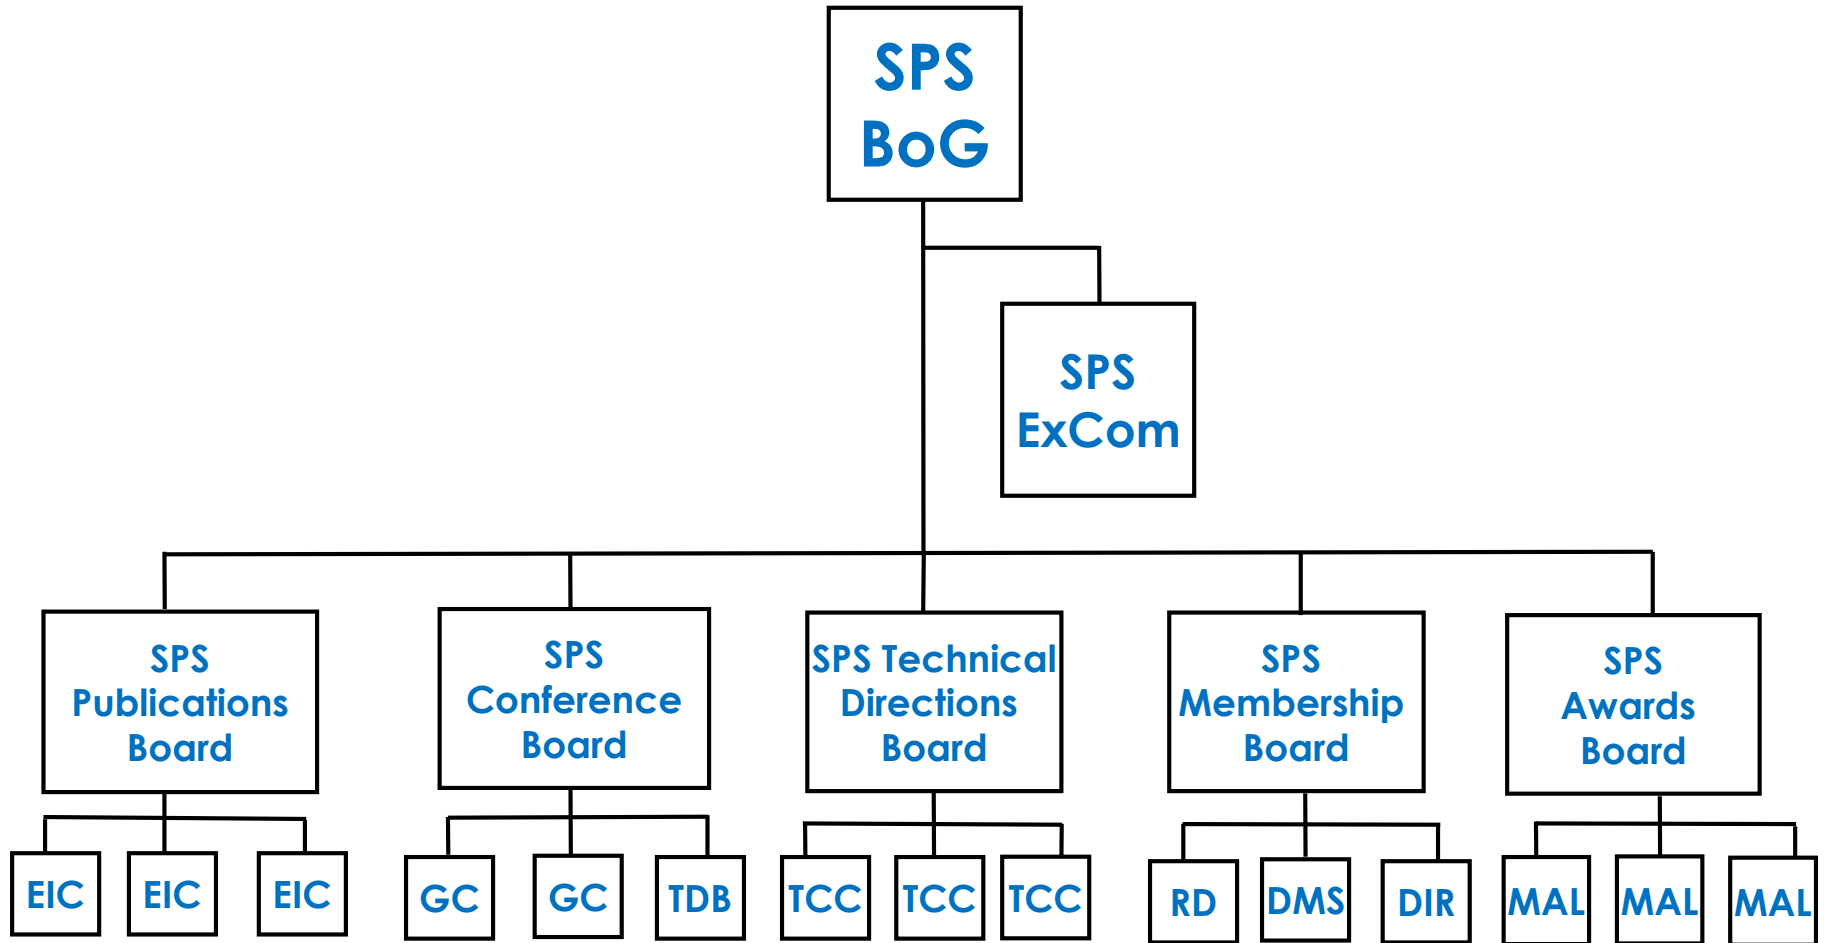 SPS
BoG
SPS
ExCom
SPS
Publications
Board
SPS
Conference
Board
SPS Technical
Directions
Board
SPS
Membership
Board
SPS
Awards
Board
EIC
EIC
EIC
GC
GC
TDB
TCC
TCC
TCC
RD
DMS
DIR
MAL
MAL
MAL